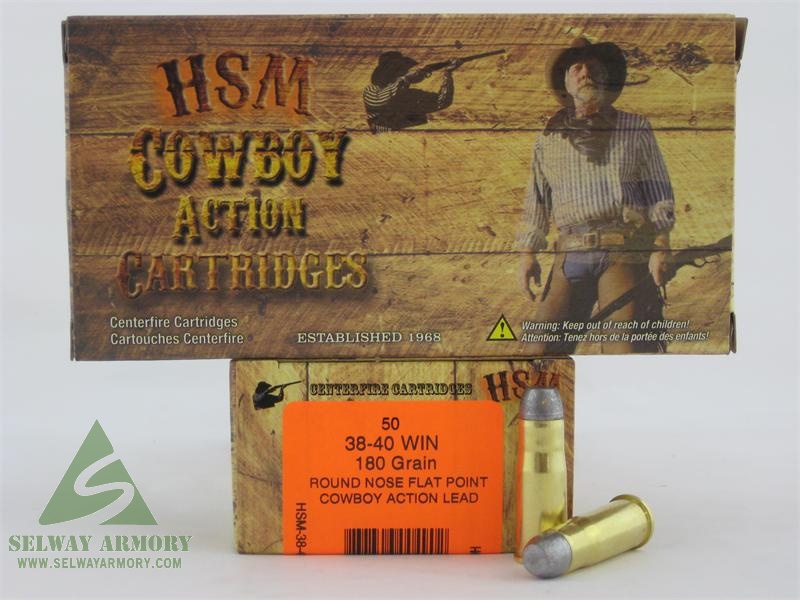 HSM
COWBOY
ACTION
CARTRIDGES
Centerfire Cartridges
Cartouches Centerfire
ESTABLISHED 1968
Warning: Keep out of reach of children!
Attention: Tenez hors de la portée des enfants!
CENTERFIRE CARTRIDGES
HSM
50
38-40 WIN
180 Grain
ROUND NOSE FLAT POINT
COWBOY ACTION LEAD
HSM-38-
SELWAY ARMORY
WWW.SELWAYARMORY.COM